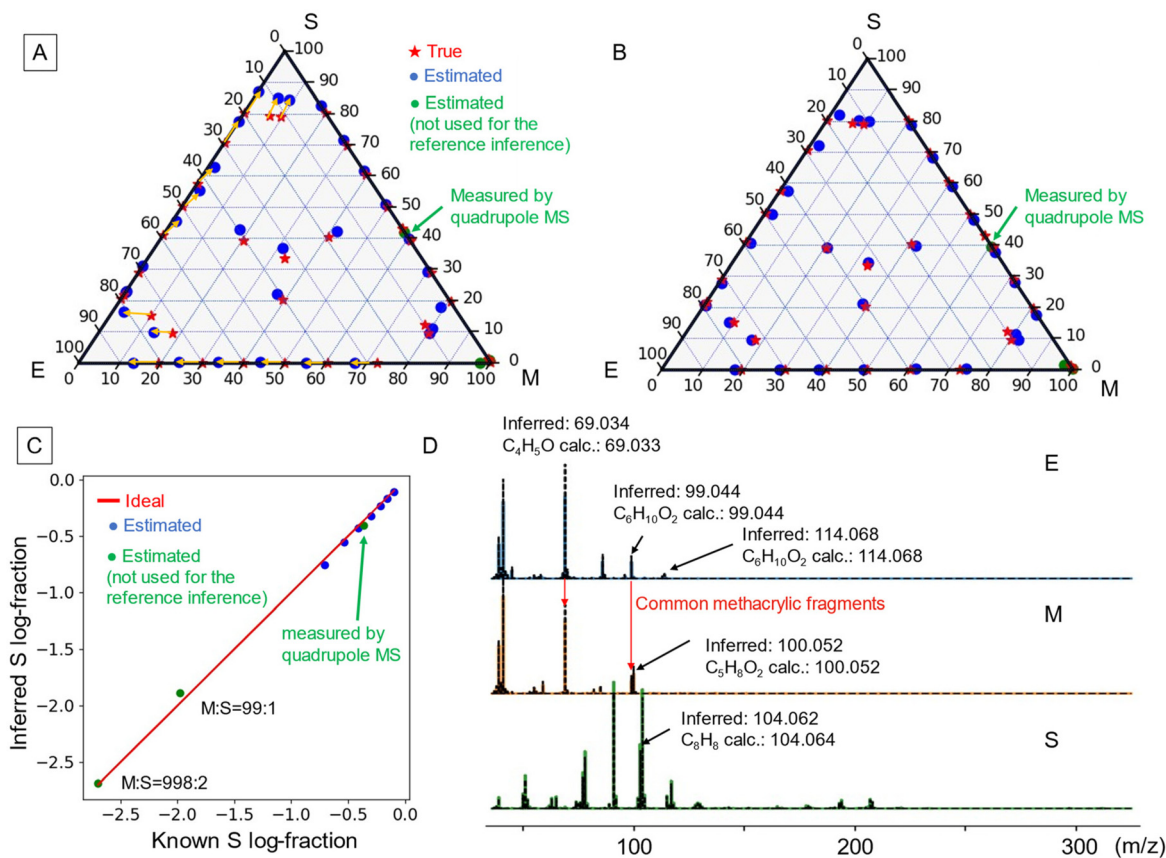 A
S
0
100
10
90
20
80
30
70
40
60
50
50
60
40
70
30
80
20
90
10
100
0
E
M
0
10
20
30
40
50
60
70
80
90
100
True
Estimated
Estimated
(not used for the
reference inference)
Measured by
quadrupole MS
B
S
0
100
10
90
20
80
30
70
40
60
50
50
60
40
70
30
80
20
90
10
100
0
E
M
0
10
20
30
40
50
60
70
80
90
100
Measured by
quadrupole MS
C
0.0
−0.5
−1.0
−1.5
−2.0
−2.5
Inferred S log-fraction
Ideal
Estimated
Estimated
(not used for the
reference inference)
measured by
quadrupole MS
M:S=99:1
M:S=998:2
−2.5
−2.0
−1.5
−1.0
−0.5
0.0
Known S log-fraction
D
Inferred: 69.034
C4H5O calc.: 69.033
E
Inferred: 99.044
C6H10O2 calc.: 99.044
Inferred: 114.068
C6H10O2 calc.: 114.068
Common methacrylic fragments
M
Inferred: 100.052
C5H8O2 calc.: 100.052
Inferred: 104.062
C8H8 calc.: 104.064
S
100
200
300
(m/z)